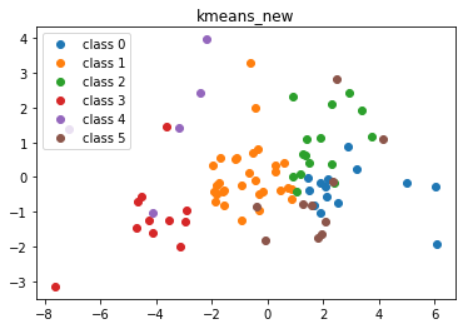 kmeans_new
4
3
2
1
0
−1
−2
−3
class 0
class 1
class 2
class 3
class 4
class 5
−8
−6
−4
−2
0
2
4
6